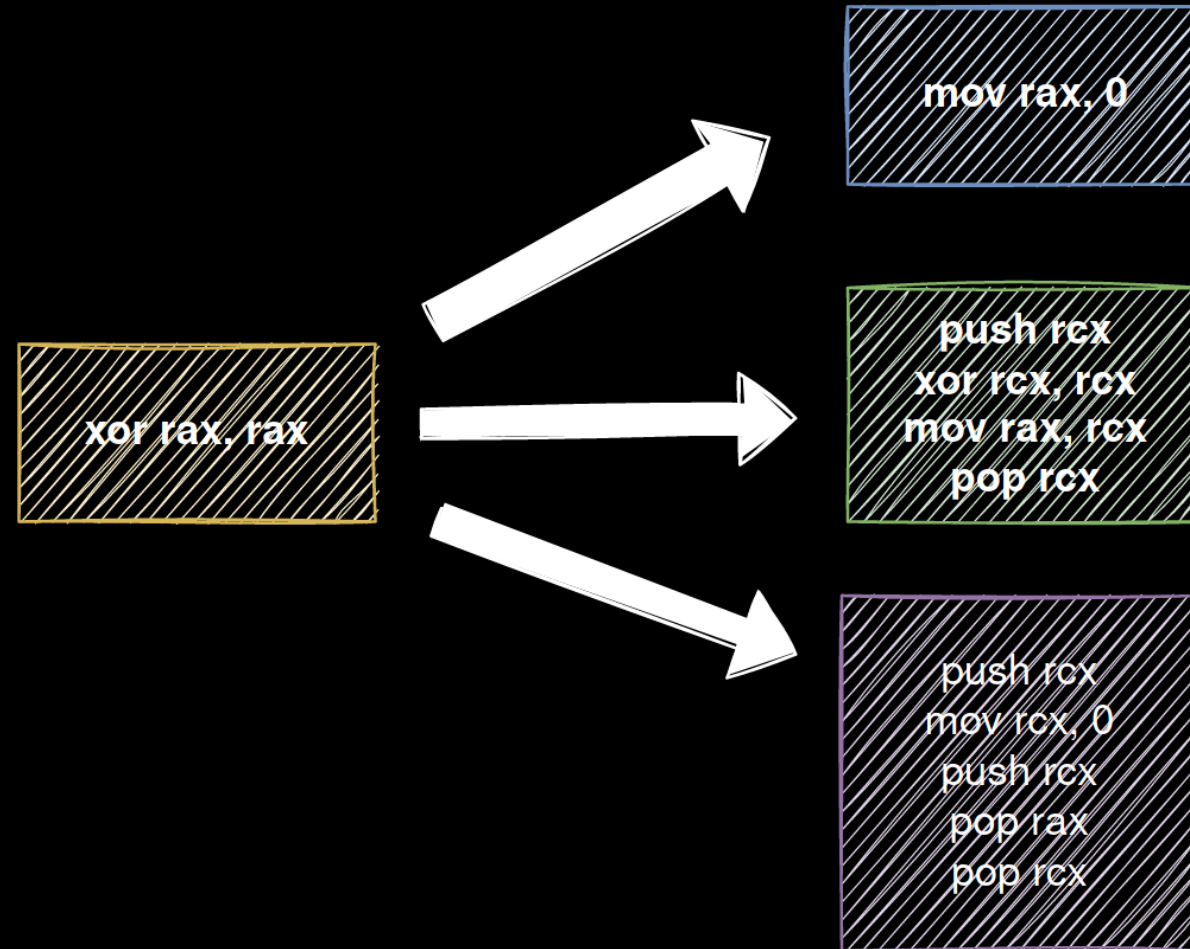 xor rax, rax
mov rax, 0
push rcx
xor rcx, rcx
mov rax, rcx
pop rcx
push rcx
mov rcx, 0
push rcx
pop rax
pop rcx